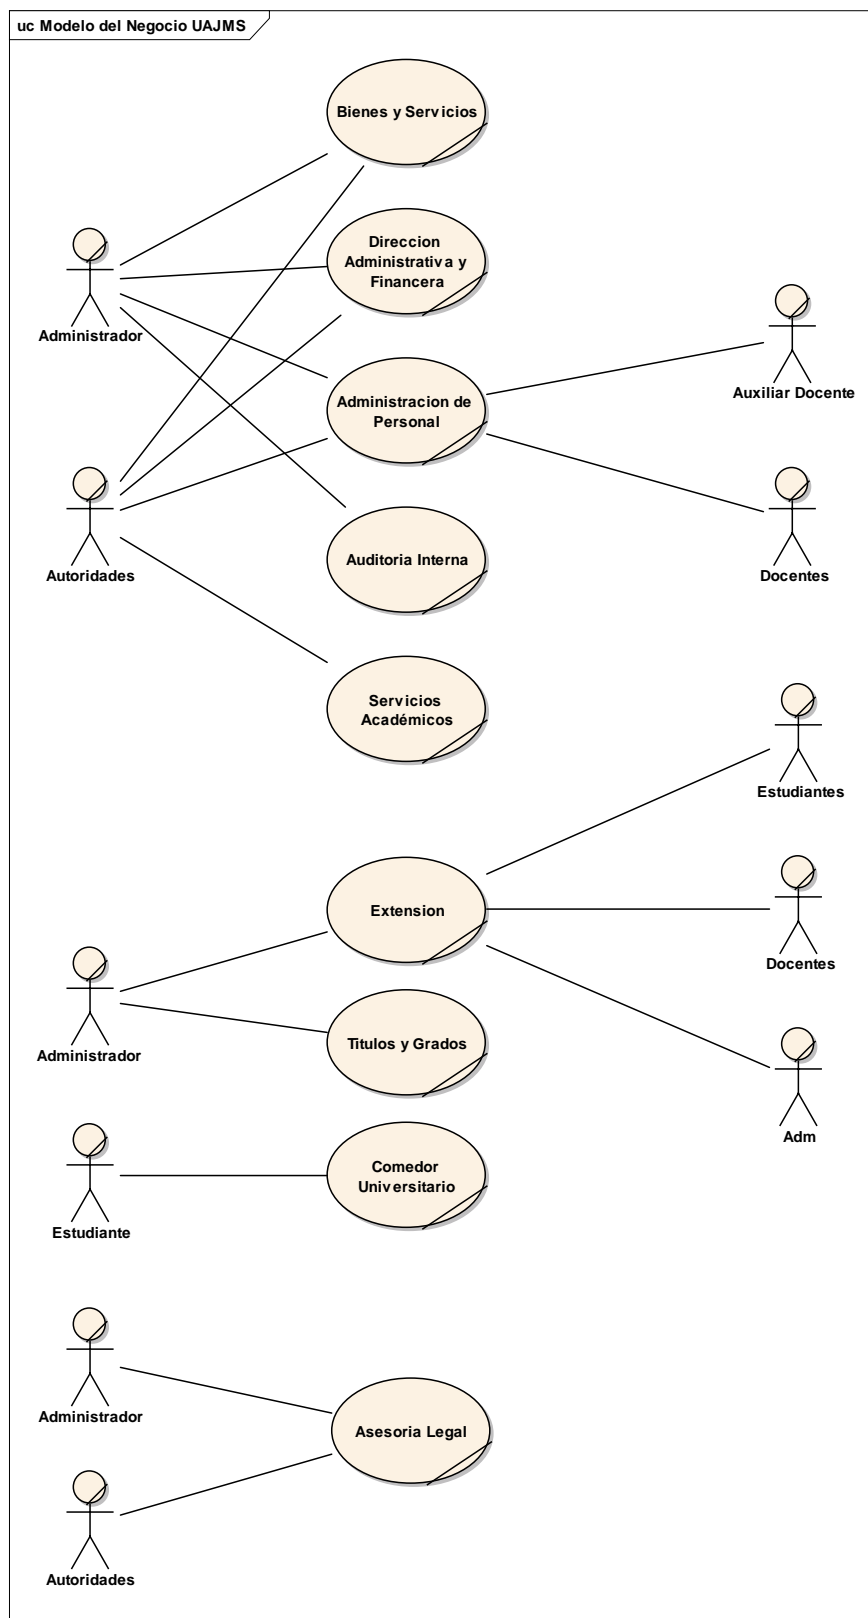 uc Modelo del Negocio UAJMS
Bienes y Servicios
Direccion
Administrativa y
Financera
Administrador
Administracion de
Personal
Auxiliar Docente
Autoridades
Auditoria Interna
Docentes
Servicios
Académicos
Estudiantes
Extension
Docentes
Administrador
Titulos y Grados
Adm
Estudiante
Comedor
Universitario
Administrador
Asesoria Legal
Autoridades